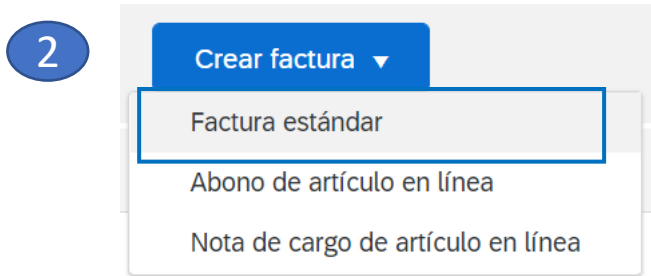 2
Crear factura ▼
Factura estándar
Abono de artículo en línea
Nota de cargo de artículo en línea